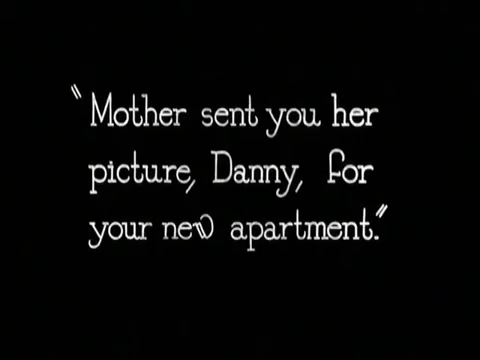 "Mother sent you her
picture, Danny, for
your new apartment."